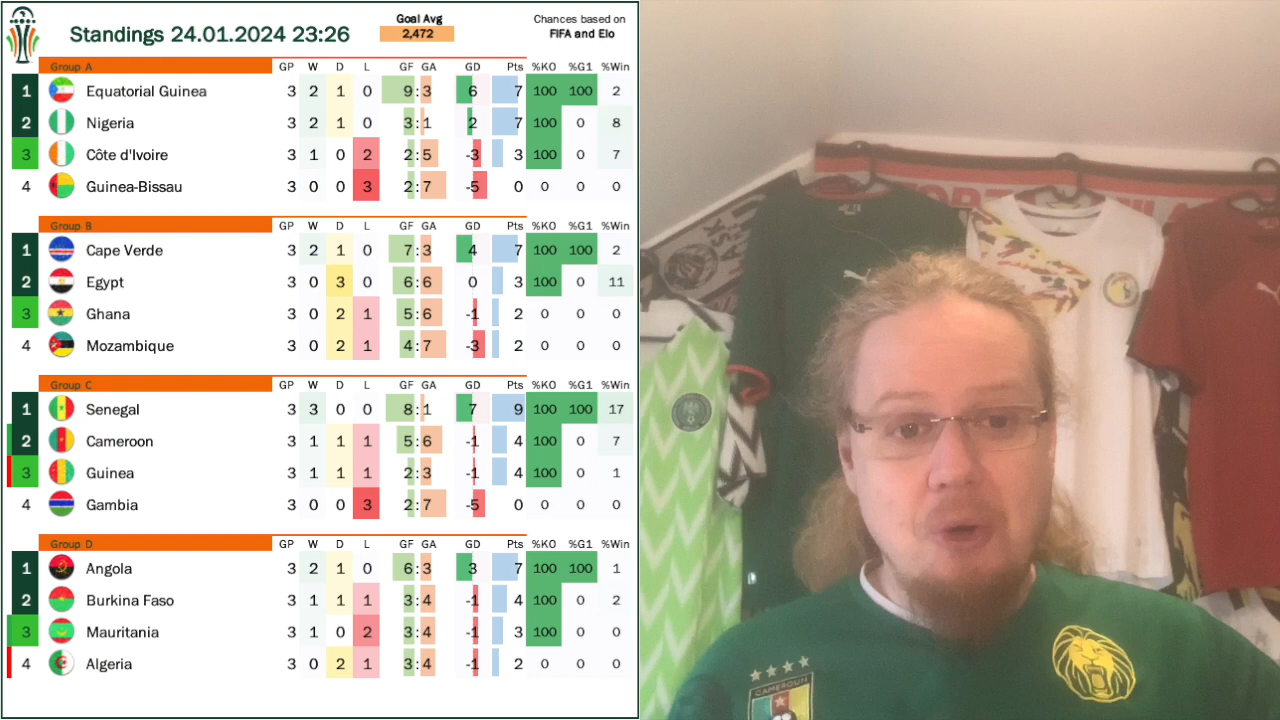 Standings 24.01.2024 23:26
Goal Avg
2,472
Chances based on
FIFA and Elo
Group A GP W D L GF GA GD Pts %KO %G1 %Win
1 Equatorial Guinea 3 2 1 0 9:3 6 7 100 100 2
2 Nigeria 3 2 1 0 3:1 2 7 100 0 8
3 Côte d'Ivoire 3 1 0 2 2:5 -3 3 100 0 7
4 Guinea-Bissau 3 0 0 3 2:7 -5 0 0 0 0
Group B GP W D L GF GA GD Pts %KO %G1 %Win
1 Cape Verde 3 2 1 0 7:3 4 7 100 100 2
2 Egypt 3 0 3 0 6:6 0 3 100 0 11
3 Ghana 3 0 2 1 5:6 -1 2 0 0 0
4 Mozambique 3 0 2 1 4:7 -3 2 0 0 0
Group C GP W D L GF GA GD Pts %KO %G1 %Win
1 Senegal 3 3 0 0 8:1 7 9 100 100 17
2 Cameroon 3 1 1 1 5:6 -1 4 100 0 7
3 Guinea 3 1 1 1 2:3 -1 4 100 0 1
4 Gambia 3 0 0 3 2:7 -5 0 0 0 0
Group D GP W D L GF GA GD Pts %KO %G1 %Win
1 Angola 3 2 1 0 6:3 3 7 100 100 1
2 Burkina Faso 3 1 1 1 3:4 -1 4 100 0 2
3 Mauritania 3 1 0 2 3:4 -1 3 100 0 0
4 Algeria 3 0 2 1 3:4 -1 2 0 0 0
CAMEROUN